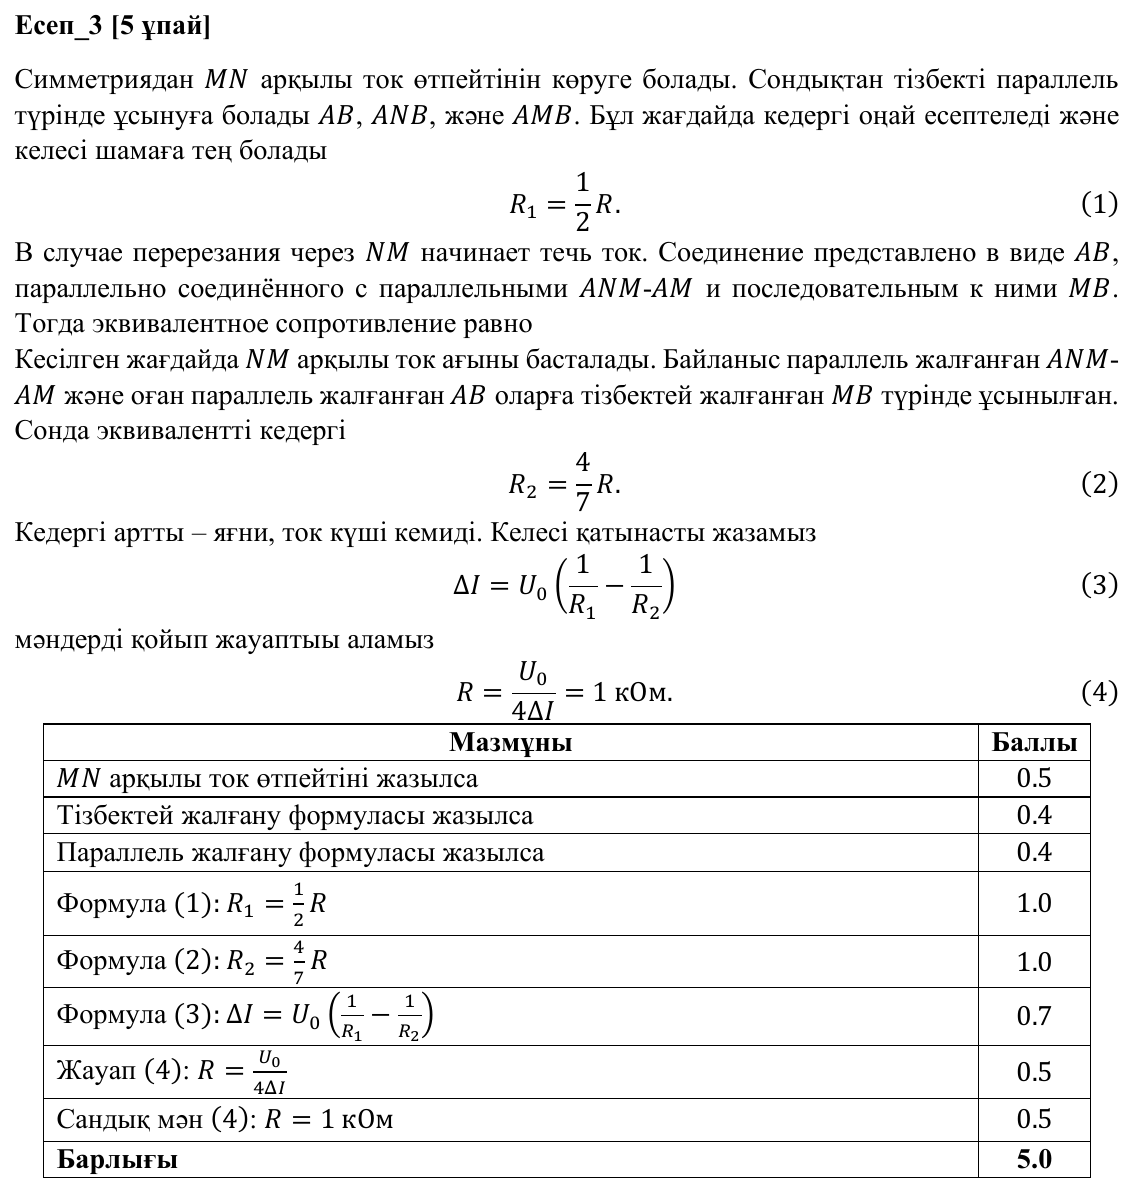 Есеп_3 [5 ұпай]
Симметриядан MN арқылы ток өтпейтінін көруге болады. Сондықтан тізбекті параллель
түрінде ұсынуға болады AB, ANB, және AMB. Бұл жағдайда кедергі оңай есептеледі және
келесі шамаға тең болады
R₁ = 1/2 R. (1)
В случае перерезания через NM начинает течь ток. Соединение представлено в виде AB,
параллельно соединённого с параллельными ANM-AM и последовательным к ними MB.
Тогда эквивалентное сопротивление равно
Кесілген жағдайда NM арқылы ток ағыны басталады. Байланыс параллель жалғанған ANM-
AM және оған параллель жалғанған AB оларға тізбектей жалғанған MB түрінде ұсынылған.
Сонда эквивалентті кедергі
R₂ = 4/7 R. (2)
Кедергі артты – яғни, ток күші кемиді. Келесі қатынасты жазамыз
ΔI = U₀ (1/R₁ − 1/R₂) (3)
мәндерді қойып жауаптыы аламыз
R = U₀/4ΔI = 1 кОм. (4)
Мазмұны Баллы
MN арқылы ток өтпейтіні жазылса 0.5
Тізбектей жалғану формуласы жазылса 0.4
Параллель жалғану формуласы жазылса 0.4
Формула (1): R₁ = 1/2 R 1.0
Формула (2): R₂ = 4/7 R 1.0
Формула (3): ΔI = U₀ (1/R₁ − 1/R₂) 0.7
Жауап (4): R = U₀/4ΔI 0.5
Сандық мән (4): R = 1 кОм 0.5
Барлығы 5.0